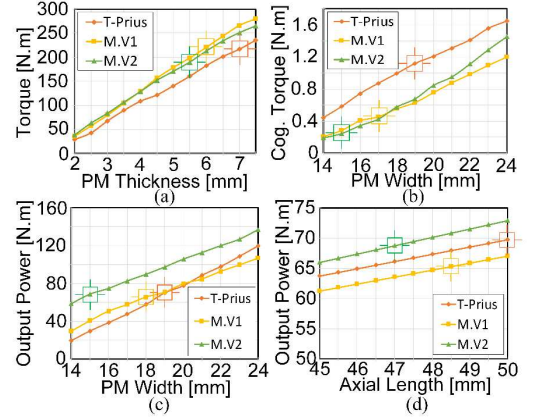 Torque [N.m]
300
250
200
150
100
50
0
T-Prius
M.V1
M.V2
2 3 4 5 6 7
PM Thickness [mm]
(a)
Cog. Torque [N.m]
1.6
1.2
0.8
0.4
0
T-Prius
M.V1
M.V2
14 16 18 20 22 24
PM Width [mm]
(b)
Output Power [N.m]
160
120
80
40
0
T-Prius
M.V1
M.V2
14 16 18 20 22 24
PM Width [mm]
(c)
Output Power [N.m]
75
70
65
60
55
50
T-Prius
M.V1
M.V2
45 46 47 48 49 50
Axial Length [mm]
(d)